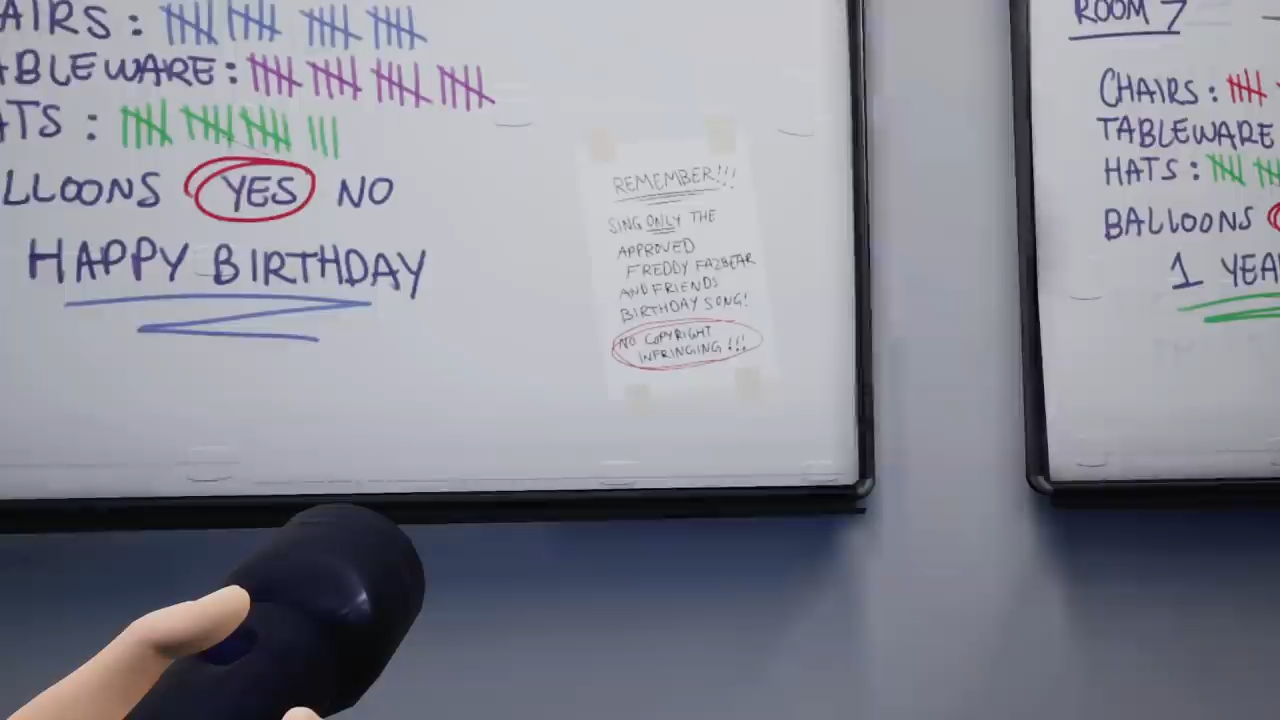 AIRS :
ABLEWARE :
ATS :
LLOONS YES NO
HAPPY BIRTHDAY
REMEMBER!!!
SING ONLY THE
APPROVED
FREDDY FAZBEAR
AND FRIENDS
BIRTHDAY SONG!
NO COPYRIGHT
INFRINGING !!!
ROOM 7
CHAIRS :
TABLEWARE
HATS :
BALLOONS
1 YEA